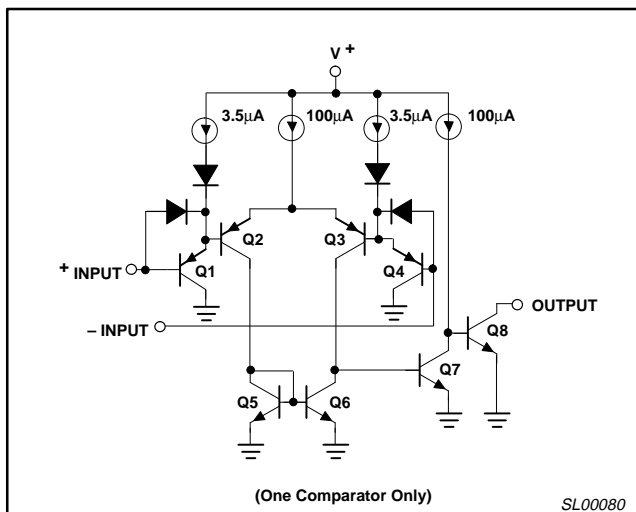 V +
3.5µA
100µA
3.5µA
100µA
Q2
Q3
+ INPUT
Q1
Q4
– INPUT
OUTPUT
Q8
Q7
Q5
Q6
(One Comparator Only)
SL00080